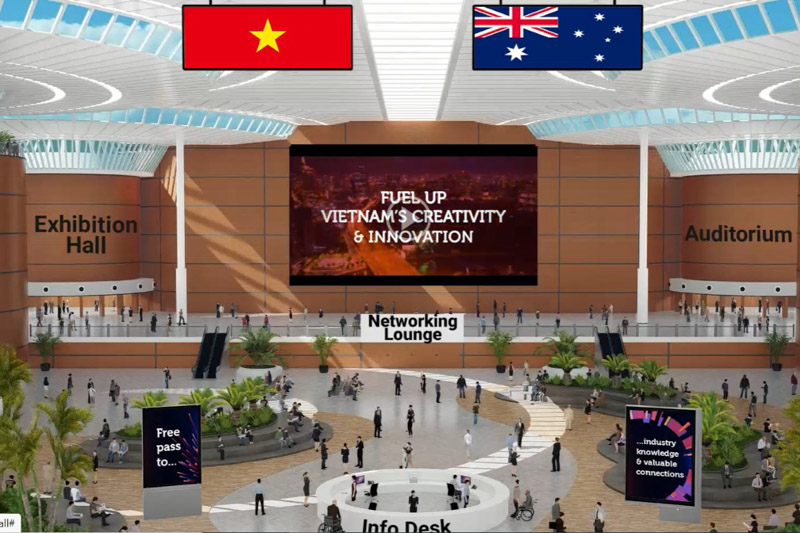 FUEL UP
VIETNAM'S CREATIVITY
& INNOVATION
Exhibition
Hall
Auditorium
Networking
Lounge
Free
pass
to...
...industry
knowledge
& valuable
connections
Info Desk
all#